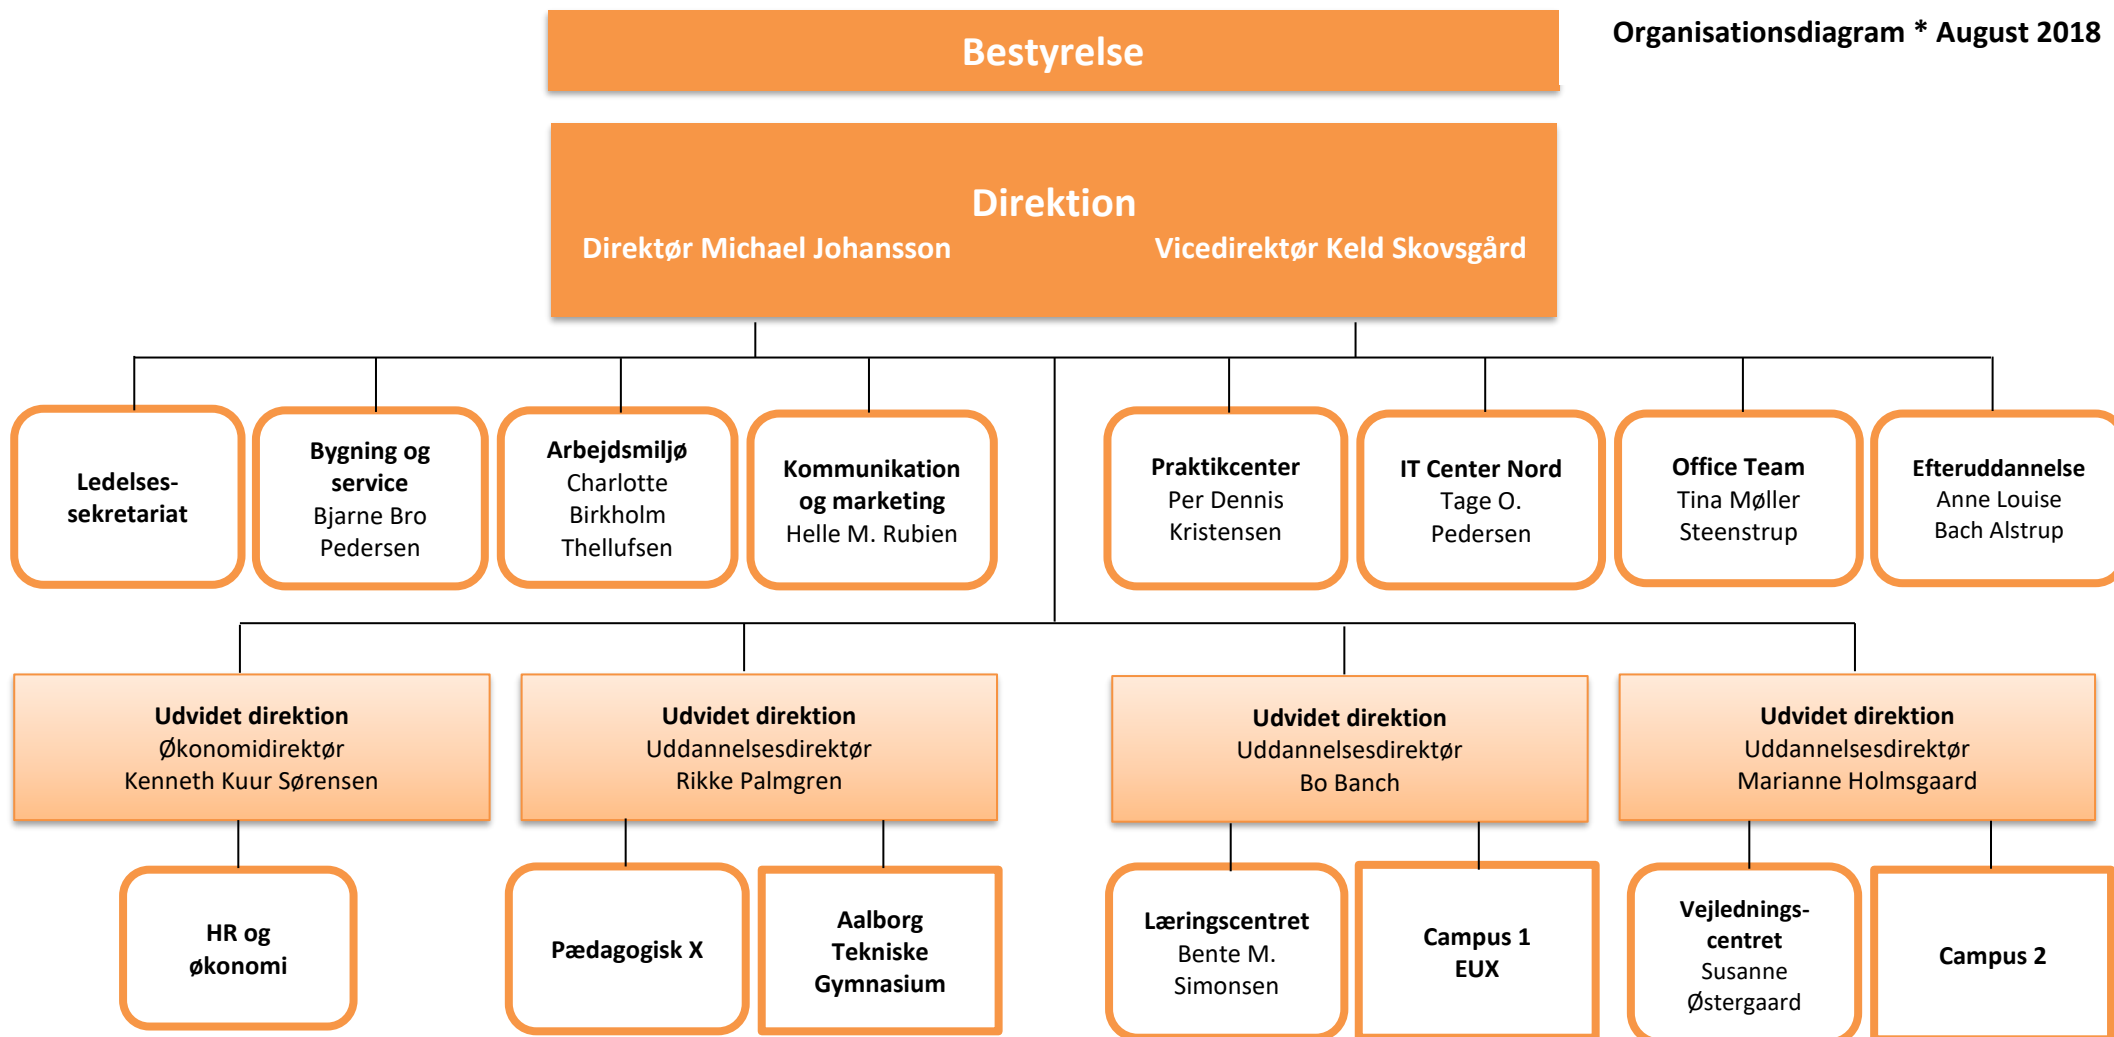 Organisationsdiagram * August 2018
Bestyrelse
Direktion
Direktør Michael Johansson
Vicedirektør Keld Skovsgård
Ledelses-
sekretariat
Bygning og
service
Bjarne Bro
Pedersen
Arbejdsmiljø
Charlotte
Birkholm
Thellufsen
Kommunikation
og marketing
Helle M. Rubien
Praktikcenter
Per Dennis
Kristensen
IT Center Nord
Tage O.
Pedersen
Office Team
Tina Møller
Steenstrup
Efteruddannelse
Anne Louise
Bach Alstrup
Udvidet direktion
Økonomidirektør
Kenneth Kuur Sørensen
Udvidet direktion
Uddannelsesdirektør
Rikke Palmgren
Udvidet direktion
Uddannelsesdirektør
Bo Banch
Udvidet direktion
Uddannelsesdirektør
Marianne Holmsgaard
HR og
økonomi
Pædagogisk X
Aalborg
Tekniske
Gymnasium
Læringscentret
Bente M.
Simonsen
Campus 1
EUX
Vejlednings-
centret
Susanne
Østergaard
Campus 2